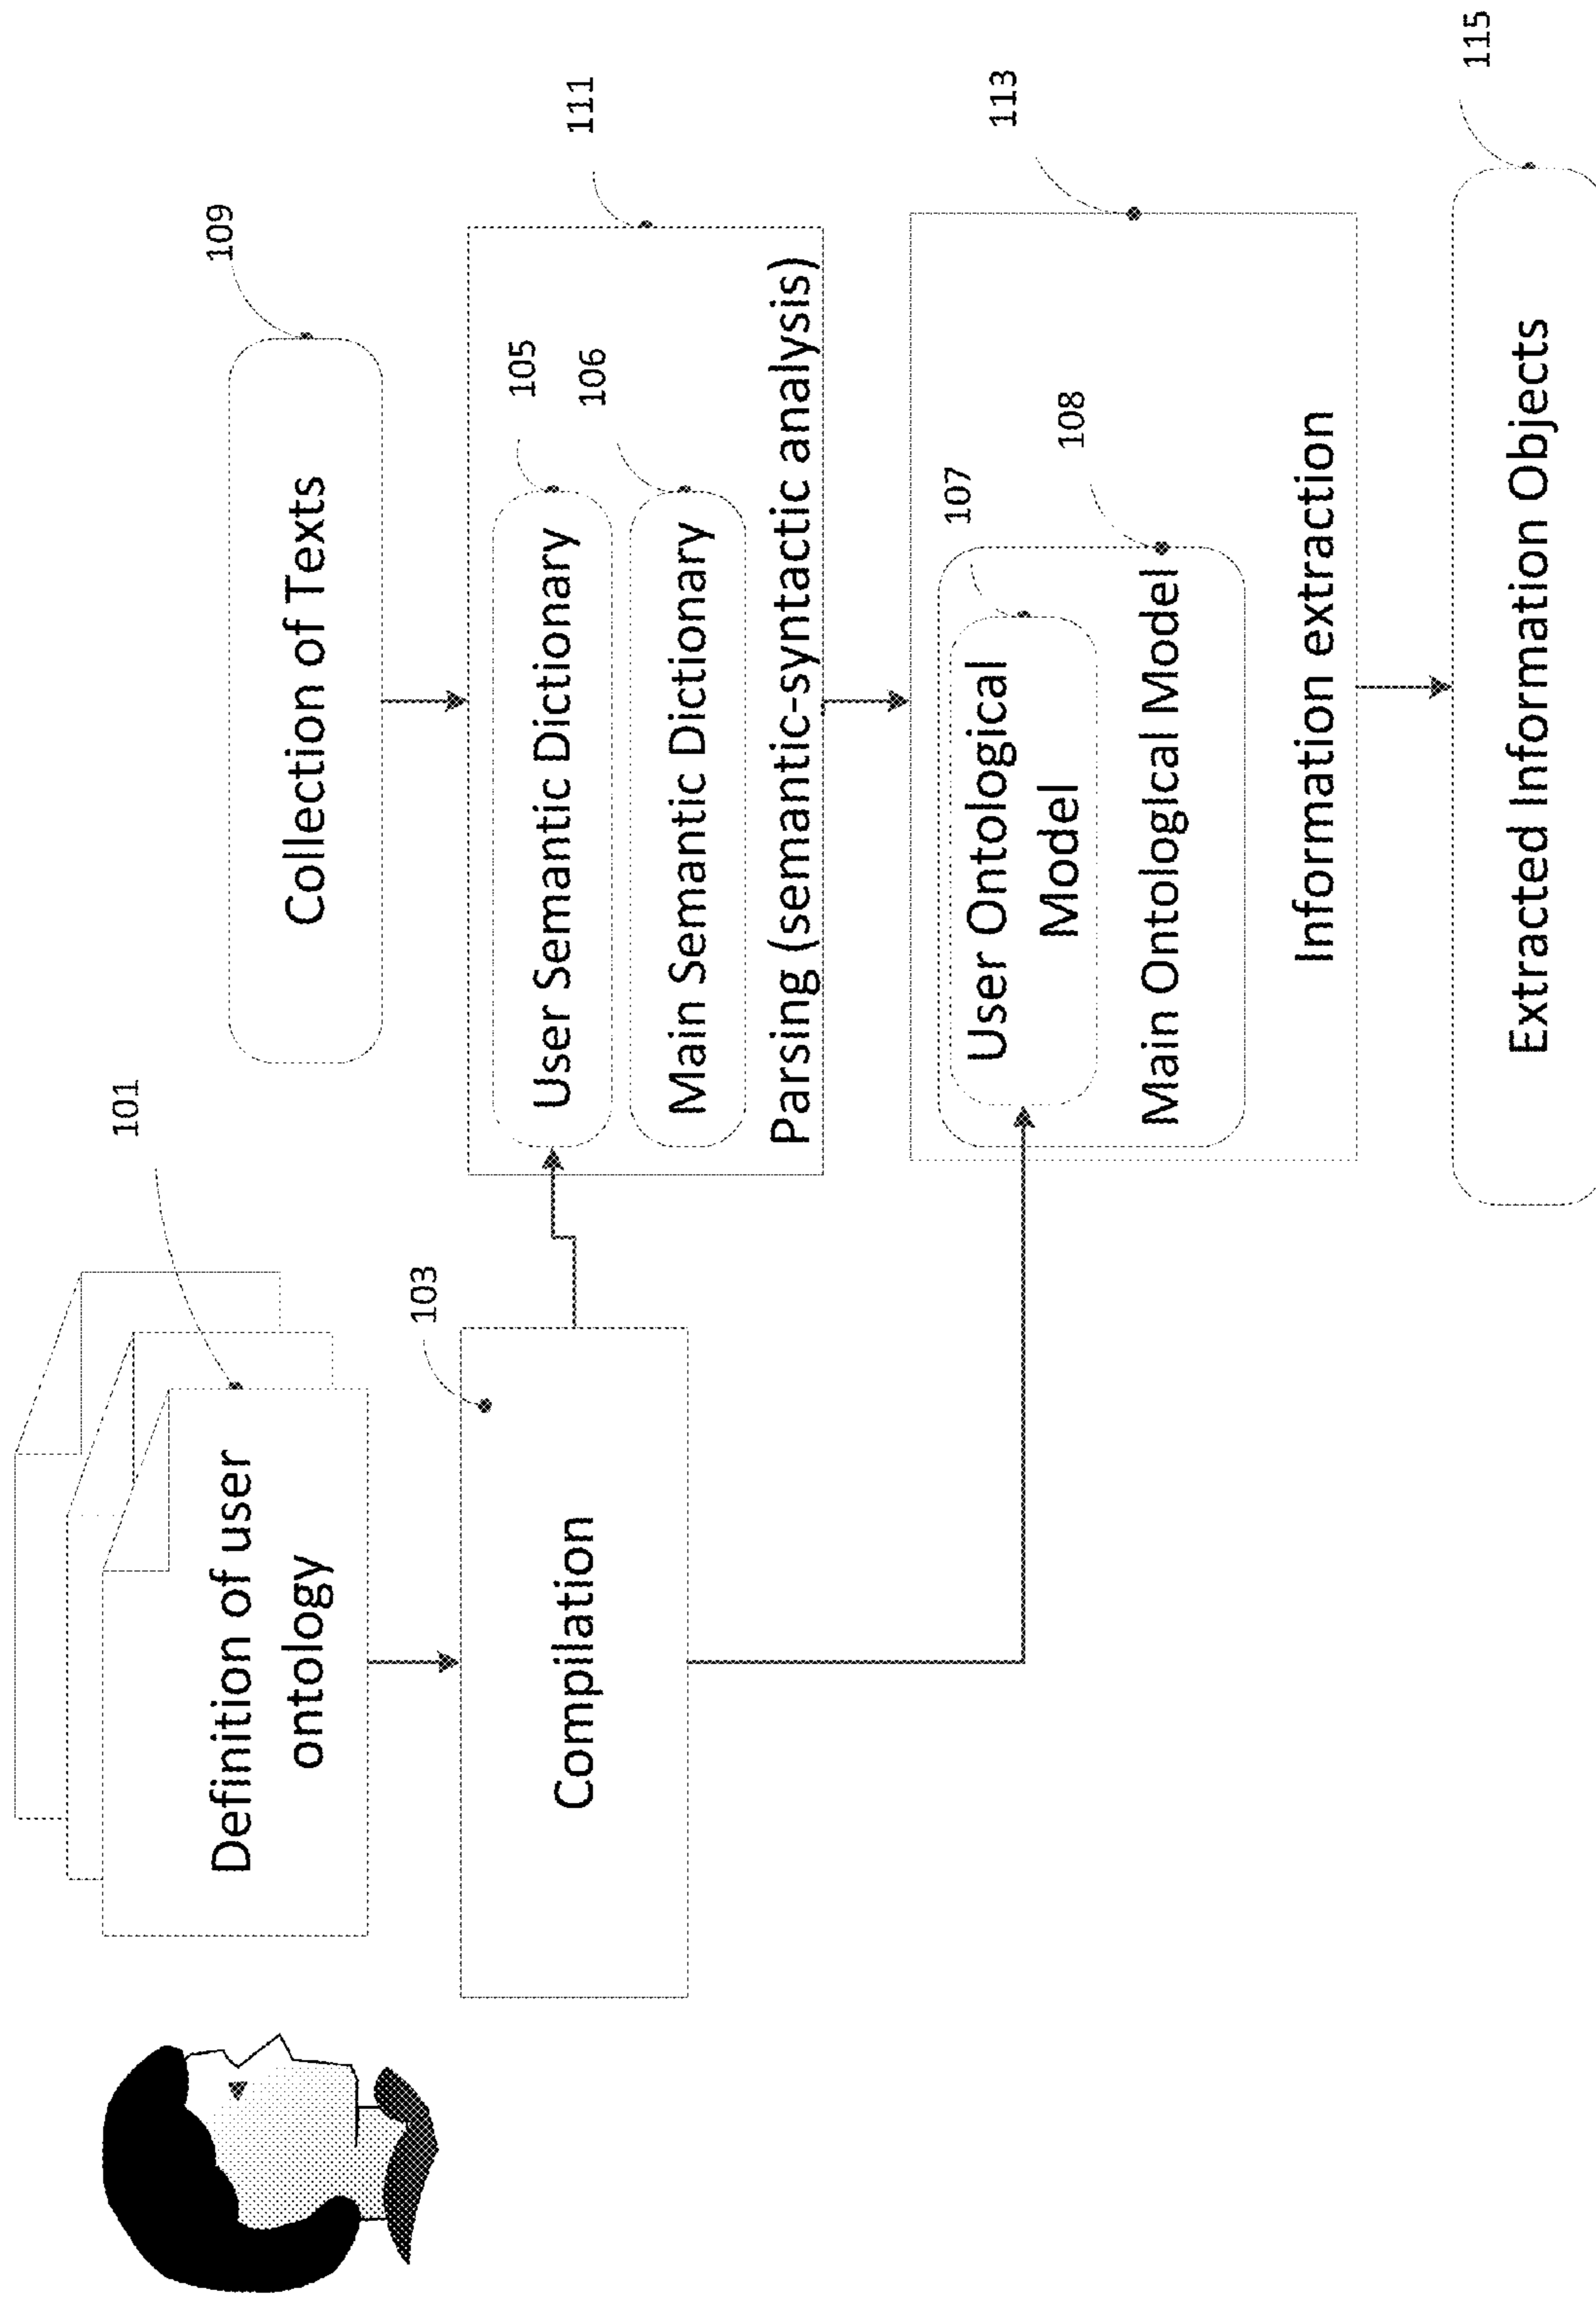 101
Definition of user
ontology
103
Compilation
109
Collection of Texts
111
105
User Semantic Dictionary
106
Main Semantic Dictionary
Parsing (semantic-syntactic analysis)
113
107
User Ontological
Model
108
Main Ontological Model
Information extraction
115
Extracted Information Objects